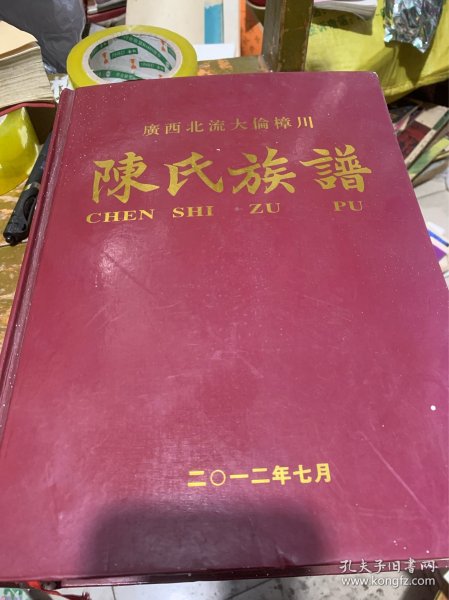 廣西北流大倫樟川
陳氏族譜
CHEN SHI ZU PU
二〇一二年七月
孔夫子旧书网
www.kongfz.com